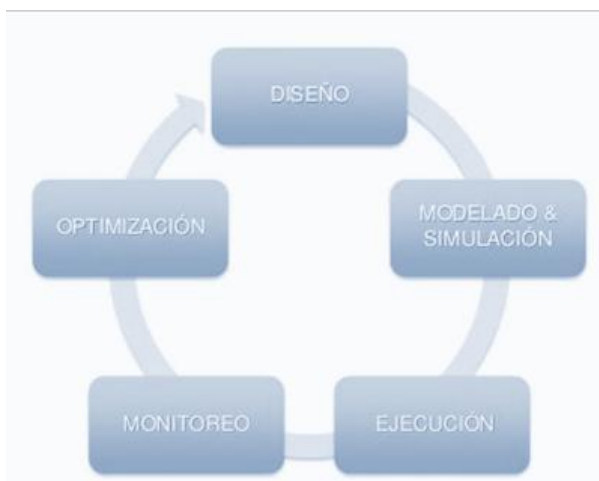 DISEÑO
MODELADO &
SIMULACIÓN
EJECUCIÓN
MONITOREO
OPTIMIZACIÓN